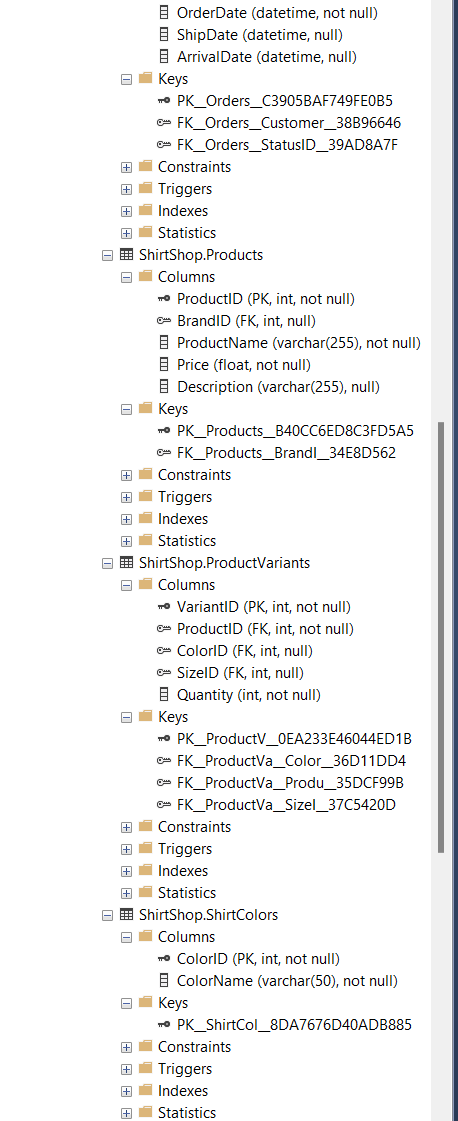 OrderDate (datetime, not null)
ShipDate (datetime, null)
ArrivalDate (datetime, null)
Keys
PK__Orders__C3905BAF749FE0B5
FK__Orders__Customer__38B96646
FK__Orders__StatusID__39AD8A7F
Constraints
Triggers
Indexes
Statistics
ShirtShop.Products
Columns
ProductID (PK, int, not null)
BrandID (FK, int, null)
ProductName (varchar(255), not null)
Price (float, not null)
Description (varchar(255), null)
Keys
PK__Products__B40CC6ED8C3FD5A5
FK__Products__BrandI__34E8D562
Constraints
Triggers
Indexes
Statistics
ShirtShop.ProductVariants
Columns
VariantID (PK, int, not null)
ProductID (FK, int, not null)
ColorID (FK, int, null)
SizeID (FK, int, null)
Quantity (int, not null)
Keys
PK__ProductV__0EA233E46044ED1B
FK__ProductVa__Color__36D11DD4
FK__ProductVa__Produ__35DCF99B
FK__ProductVa__SizeI__37C5420D
Constraints
Triggers
Indexes
Statistics
ShirtShop.ShirtColors
Columns
ColorID (PK, int, not null)
ColorName (varchar(50), not null)
Keys
PK__ShirtCol__8DA7676D40ADB885
Constraints
Triggers
Indexes
Statistics